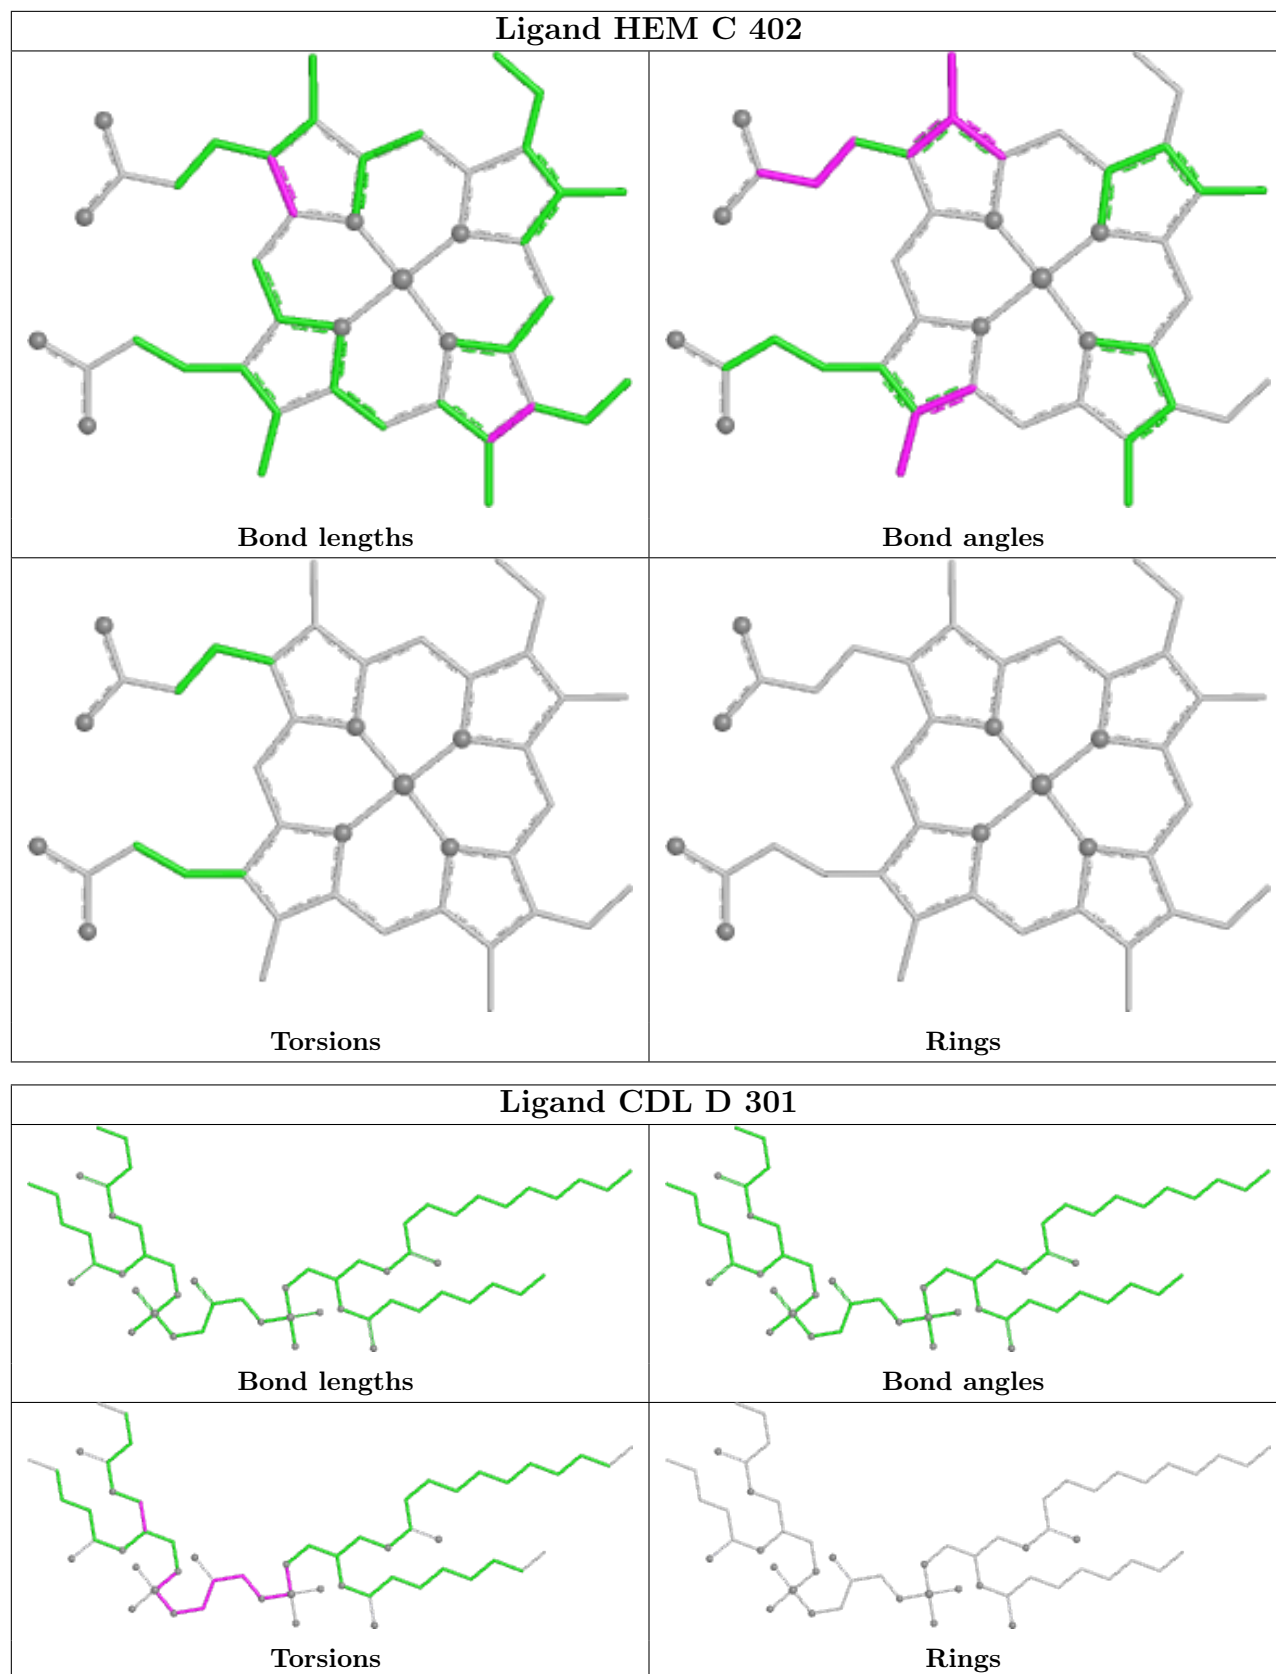 Ligand HEM C 402
Bond lengths
Bond angles
Torsions
Rings
Ligand CDL D 301
Bond lengths
Bond angles
Torsions
Rings